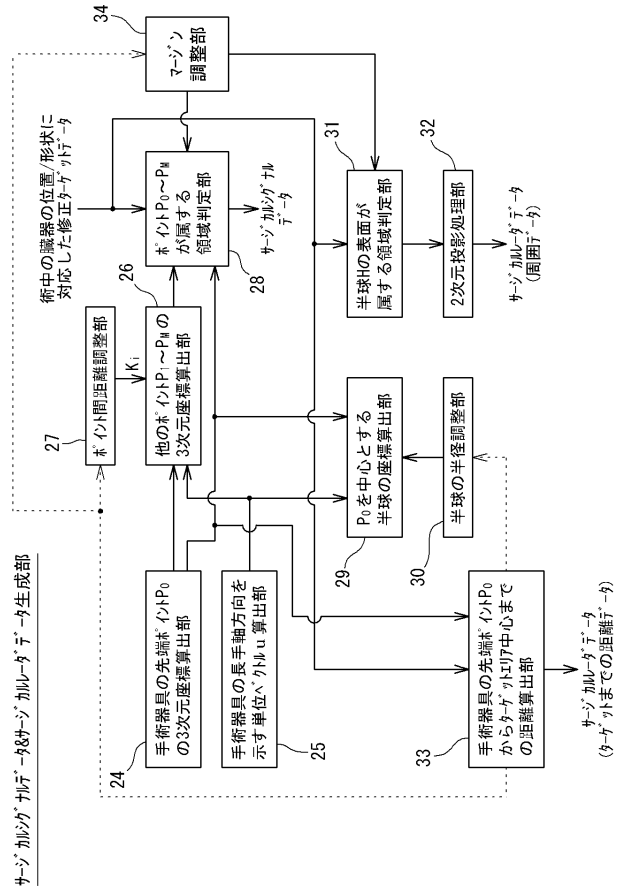 サージカルシグナルデータ&サージカルレーダデータ生成部
24
手術器具の先端ポイントP0
の3次元座標算出部
25
手術器具の長手軸方向を
示す単位ベクトルu算出部
27
ポイント間距離調整部
Ki
26
他のポイントP1～PMの
3次元座標算出部
術中の臓器の位置/形状に
対応した修正ターゲットデータ
28
ポイントP0～PM
が属する
領域判定部
サージカルシグナル
データ
34
マージン
調整部
29
P0を中心とする
半球の座標算出部
30
半球の半径調整部
31
半球Hの表面が
属する領域判定部
32
2次元投影処理部
サージカルレーダデータ
(周囲データ)
33
手術器具の先端ポイントP0
からターゲットエリア中心まで
の距離算出部
サージカルレーダデータ
(ターゲットまでの距離データ)